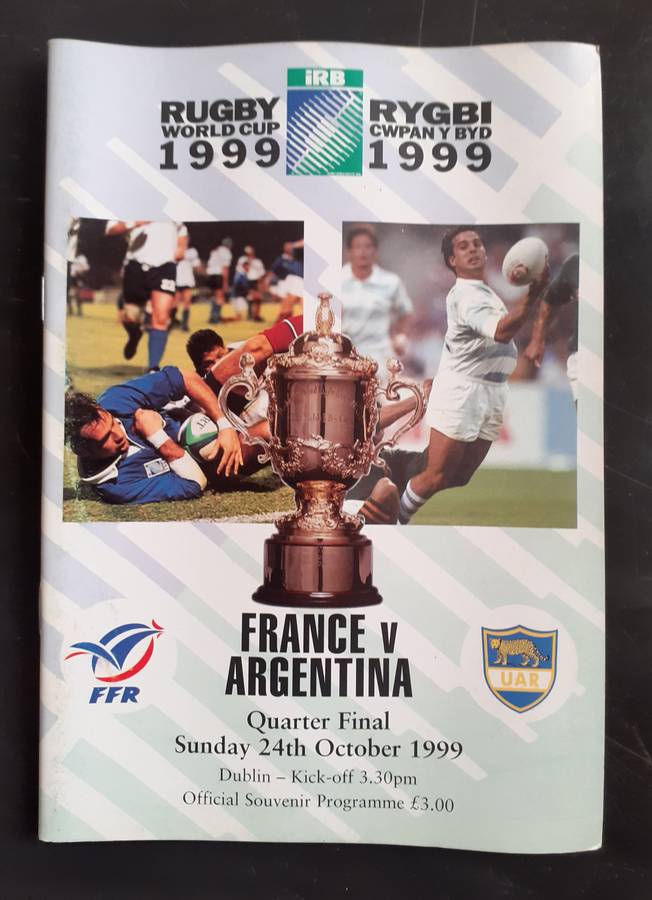 iRB
RUGBY
WORLD CUP
1999
RYGBI
CWPAN Y BYD
1999
FFR
FRANCE V
ARGENTINA
UAR
Quarter Final
Sunday 24th October 1999
Dublin – Kick-off 3.30pm
Official Souvenir Programme £3.00